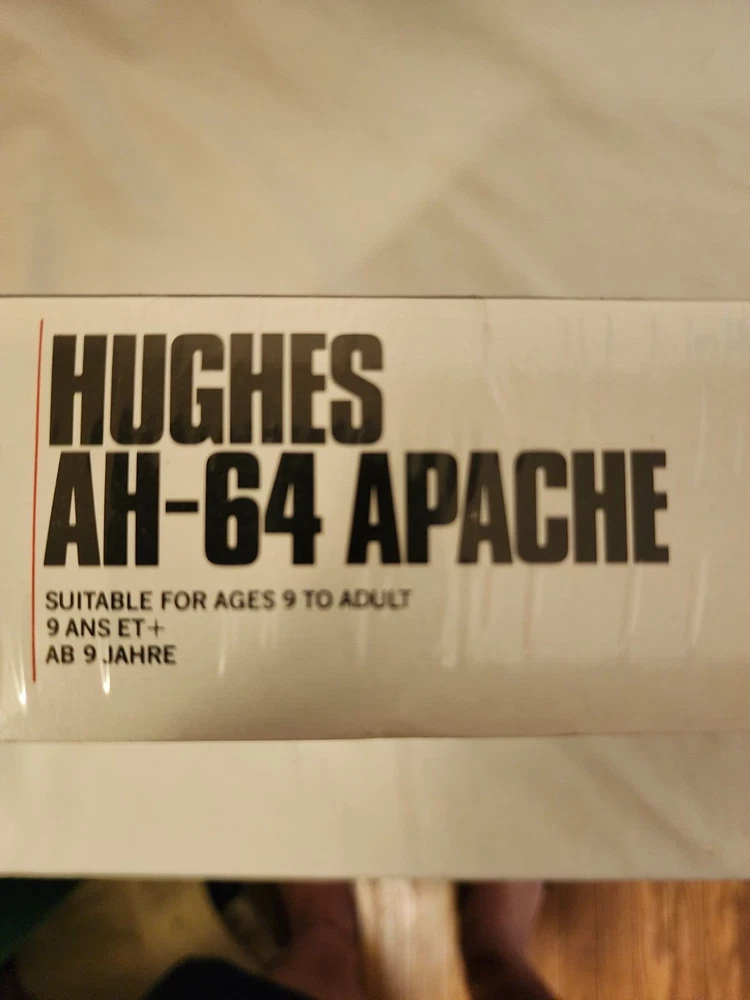 HUGHES
AH-64 APACHE
SUITABLE FOR AGES 9 TO ADULT
9 ANS ET+
AB 9 JAHRE